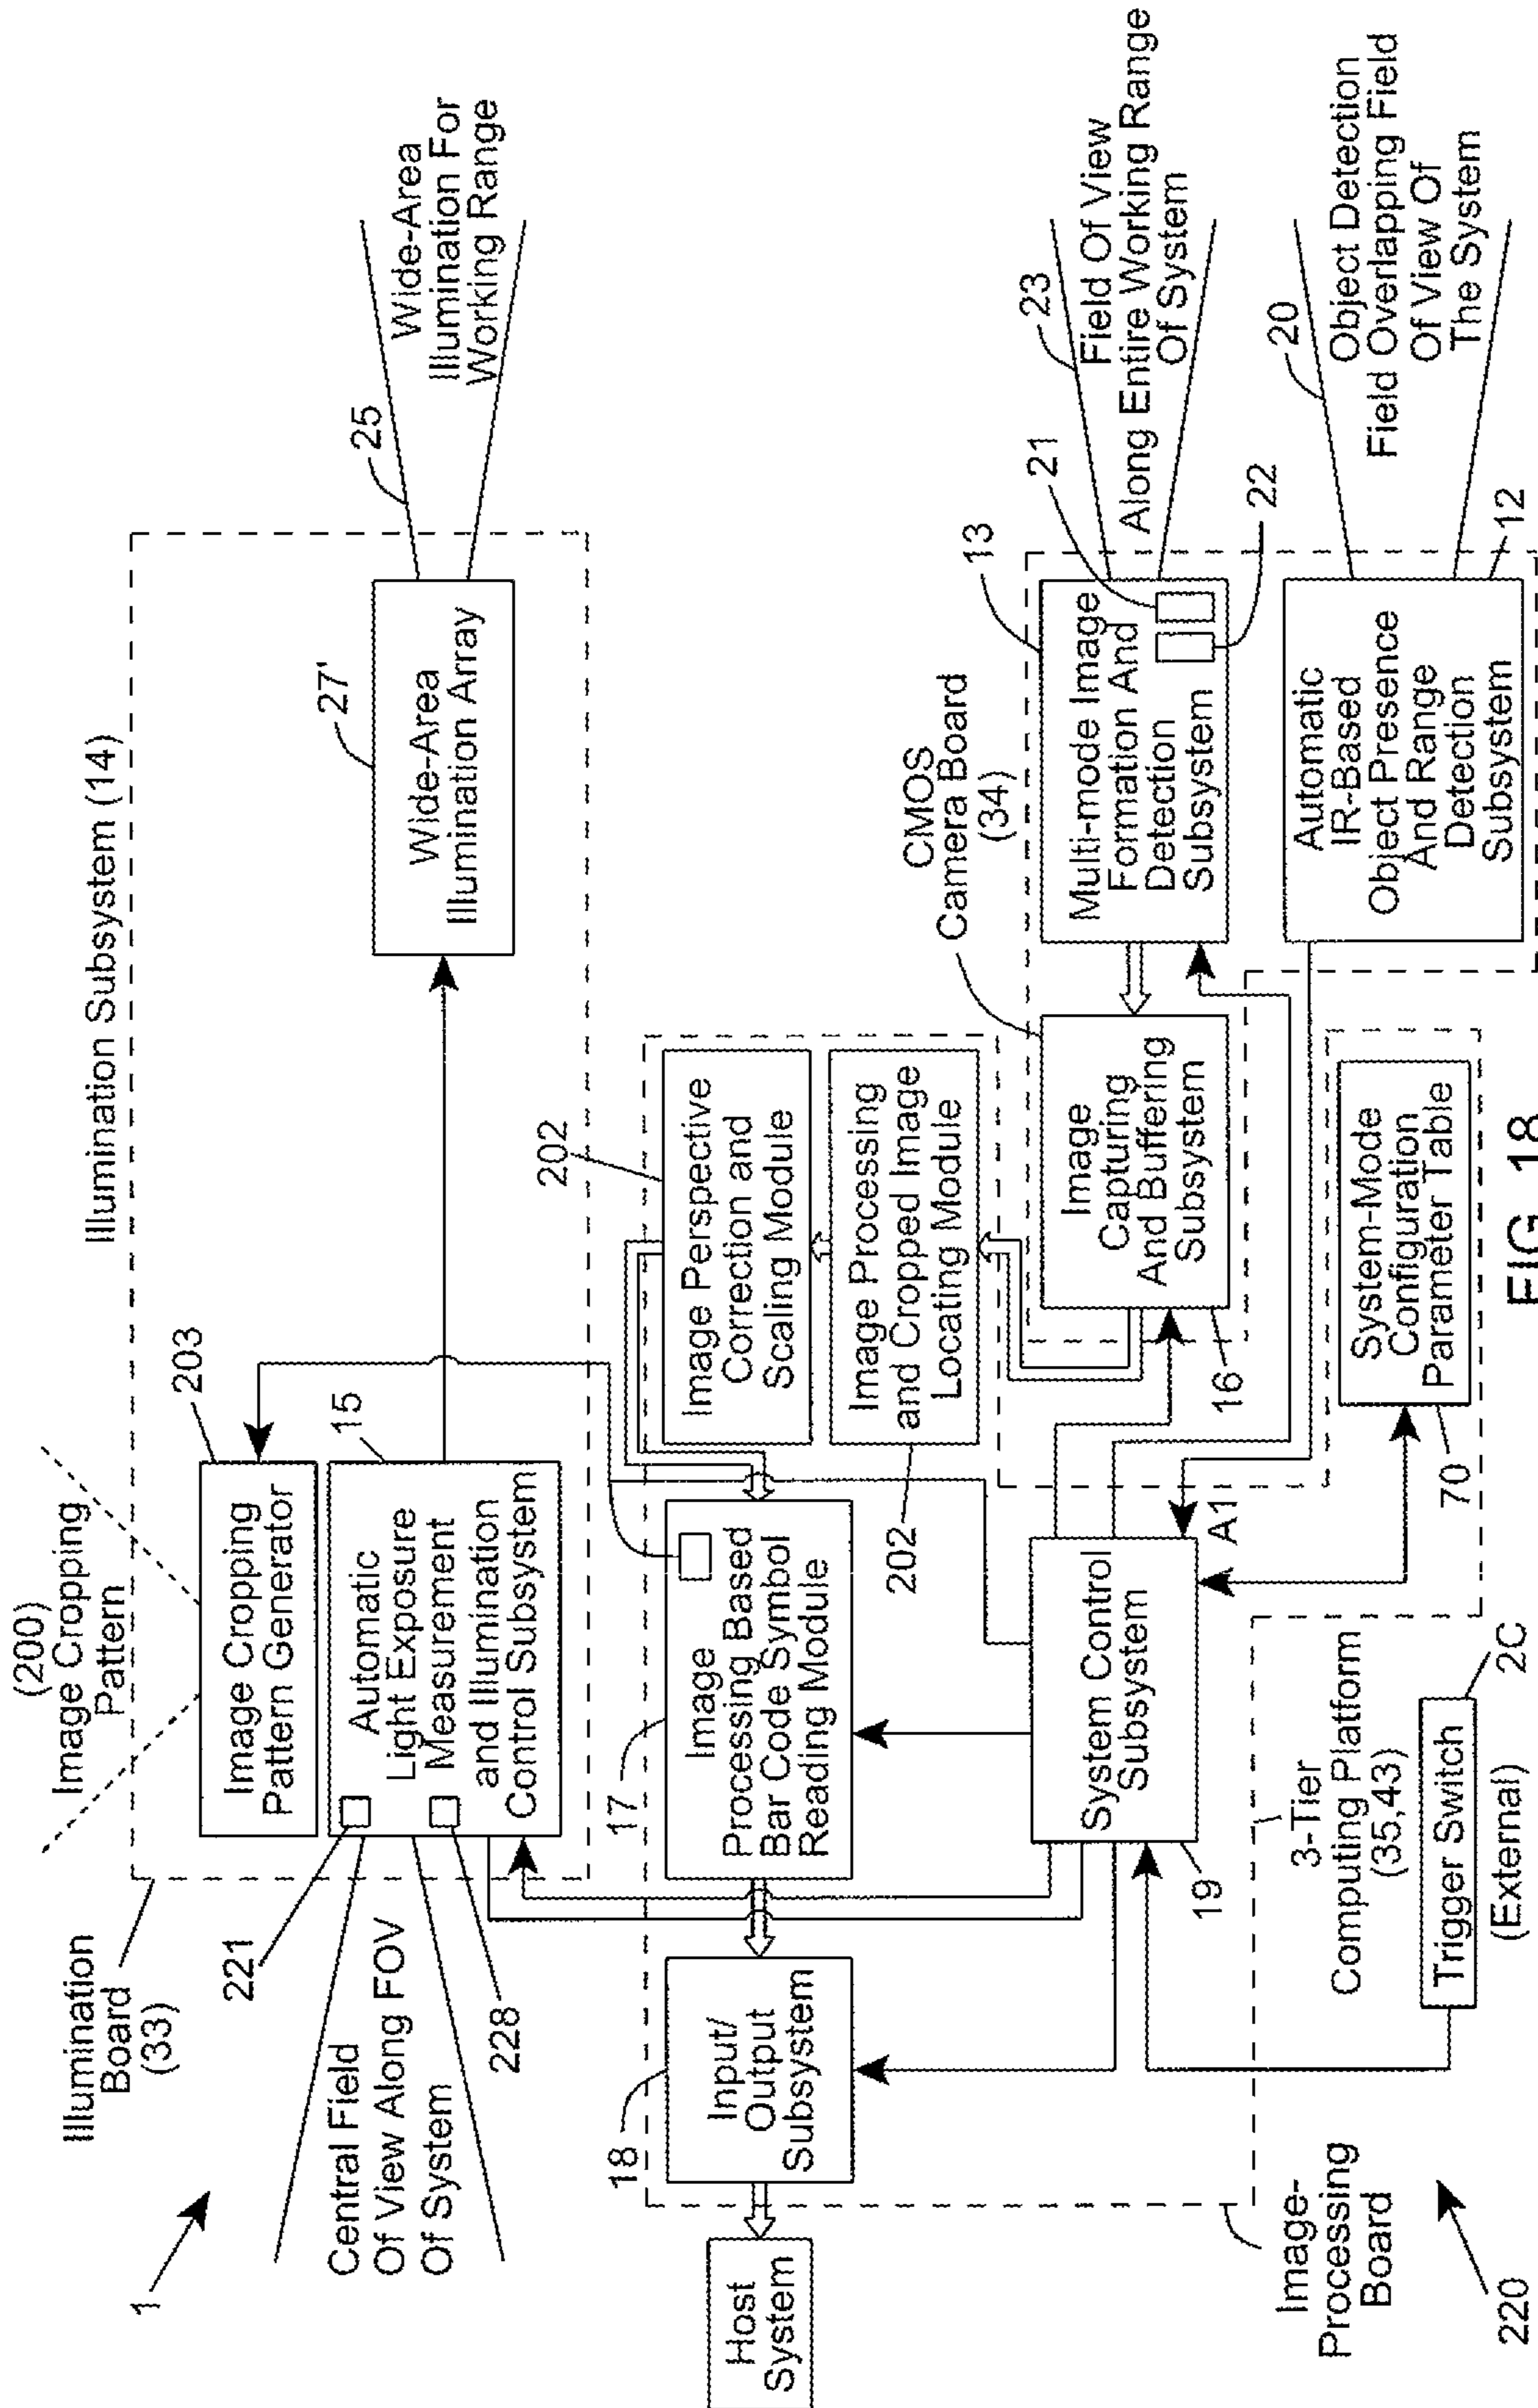 1
Illumination
Board
(33)
(200)
Image Cropping
Pattern
Illumination Subsystem (14)
203
Image Cropping
Pattern Generator
221
Central Field
Of View Along FOV
Of System
228
15
Automatic
Light Exposure
Measurement
and Illumination
Control Subsystem
27'
Wide-Area
Illumination Array
25
Wide-Area
Illumination For
Working Range
Host
System
18
Input/
Output
Subsystem
17
Image
Processing Based
Bar Code Symbol
Reading Module
202
Image Perspective
Correction and
Scaling Module
202
Image Processing
and Cropped Image
Locating Module
CMOS
Camera Board
(34)
Image
Capturing
And Buffering
Subsystem
16
13
Multi-mode Image
Formation And
Detection
Subsystem
21
22
23
Field Of View
Along Entire Working Range
Of System
19
System Control
Subsystem
A1
Automatic
IR-Based
Object Presence
And Range
Detection
Subsystem
12
20
Object Detection
Field Overlapping Field
Of View Of
The System
System-Mode
Configuration
Parameter Table
70
3-Tier
Computing Platform
(35,43)
Trigger Switch
2C
(External)
Image-
Processing
Board
220
FIG. 18